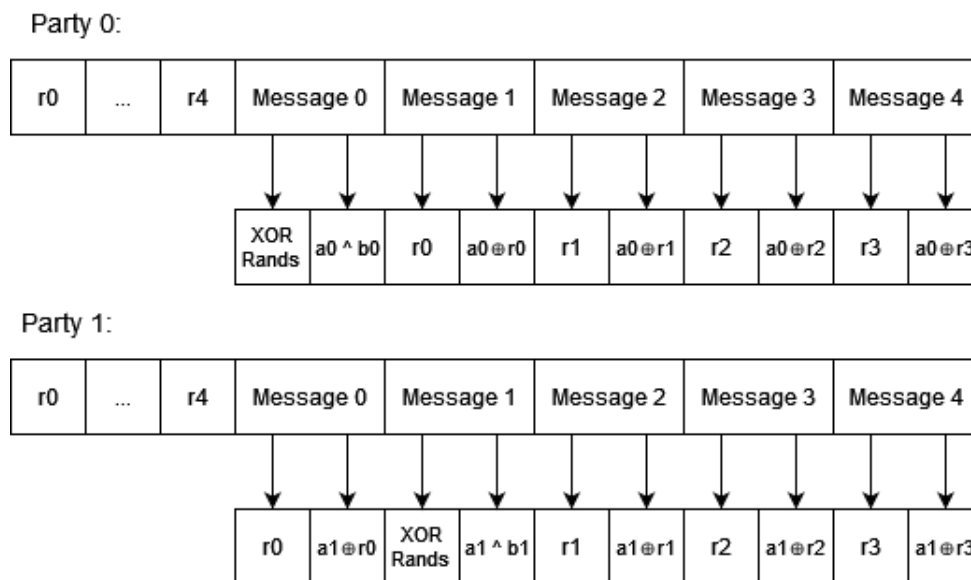 Party 0:
r0 ... r4 Message 0 Message 1 Message 2 Message 3 Message 4
XOR Rands a0 ^ b0 r0 a0⊕r0 r1 a0⊕r1 r2 a0⊕r2 r3 a0⊕r3
Party 1:
r0 ... r4 Message 0 Message 1 Message 2 Message 3 Message 4
r0 a1⊕r0 XOR Rands a1 ^ b1 r1 a1⊕r1 r2 a1⊕r2 r3 a1⊕r3